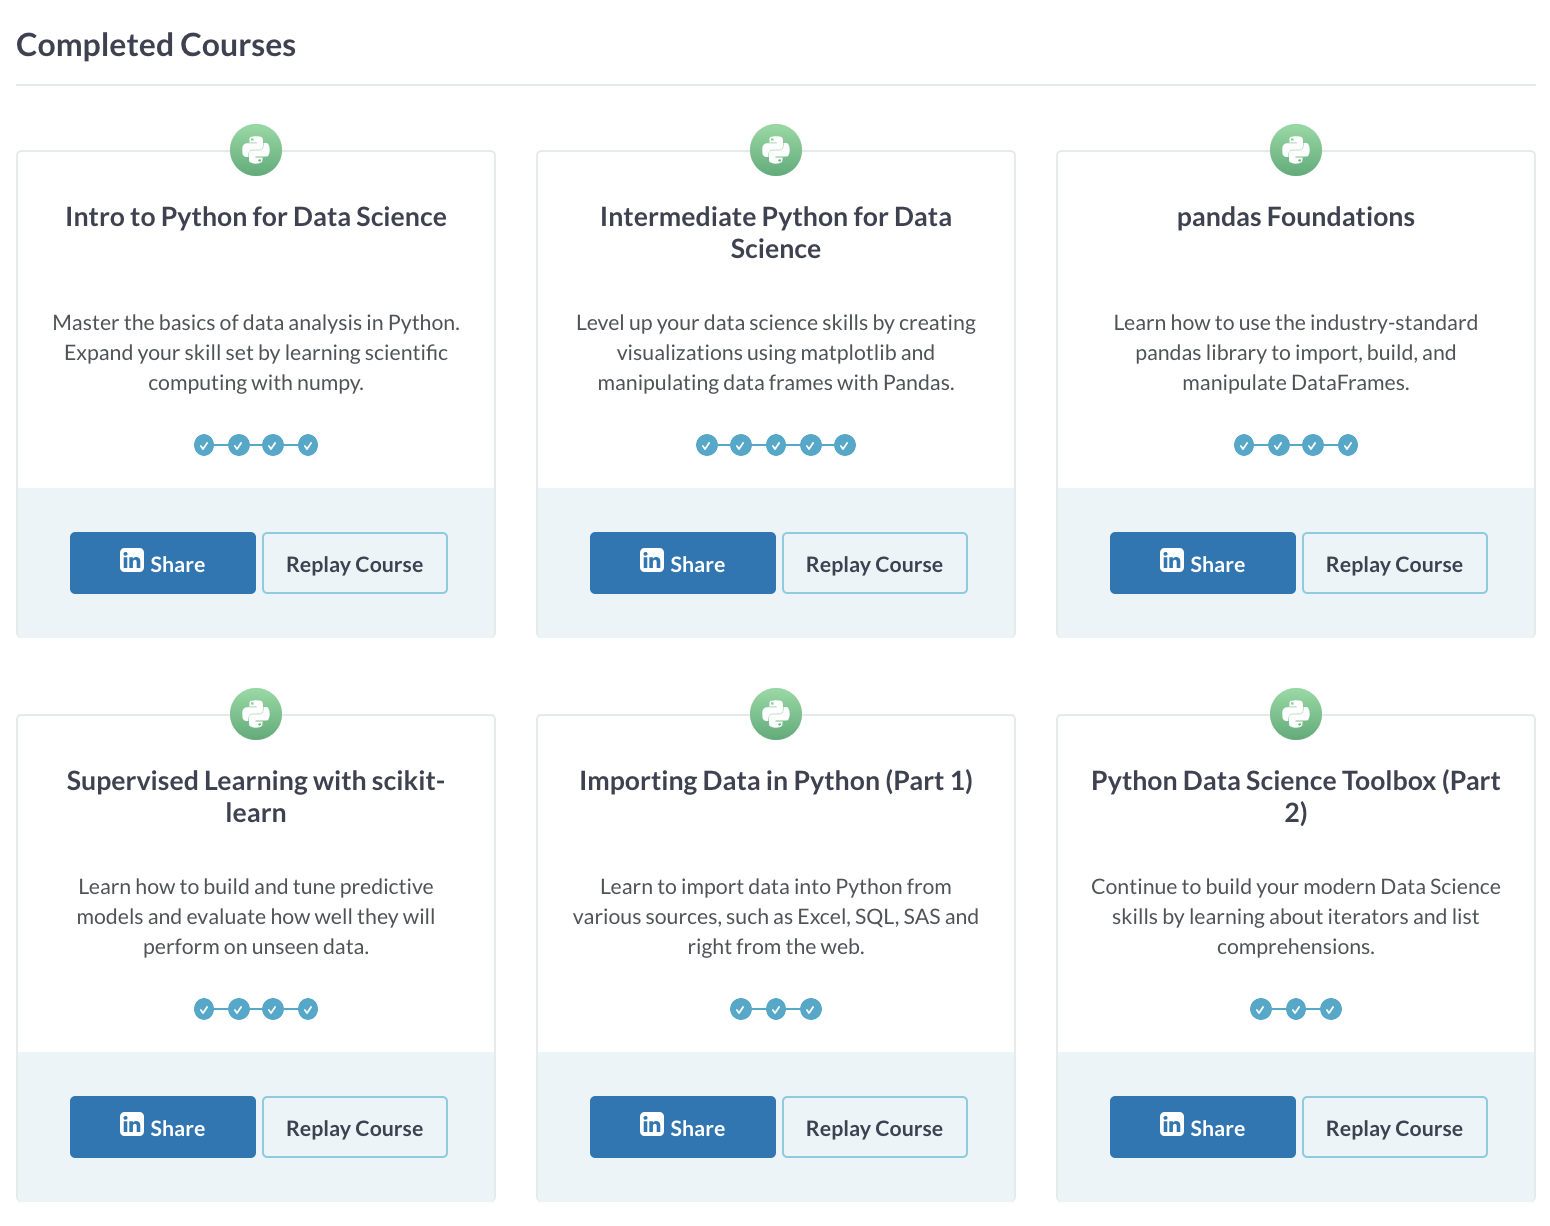 Completed Courses
Intro to Python for Data Science
Master the basics of data analysis in Python.
Expand your skill set by learning scientific
computing with numpy.
in Share
Replay Course
Intermediate Python for Data
Science
Level up your data science skills by creating
visualizations using matplotlib and
manipulating data frames with Pandas.
in Share
Replay Course
pandas Foundations
Learn how to use the industry-standard
pandas library to import, build, and
manipulate DataFrames.
in Share
Replay Course
Supervised Learning with scikit-
learn
Learn how to build and tune predictive
models and evaluate how well they will
perform on unseen data.
in Share
Replay Course
Importing Data in Python (Part 1)
Learn to import data into Python from
various sources, such as Excel, SQL, SAS and
right from the web.
in Share
Replay Course
Python Data Science Toolbox (Part
2)
Continue to build your modern Data Science
skills by learning about iterators and list
comprehensions.
in Share
Replay Course